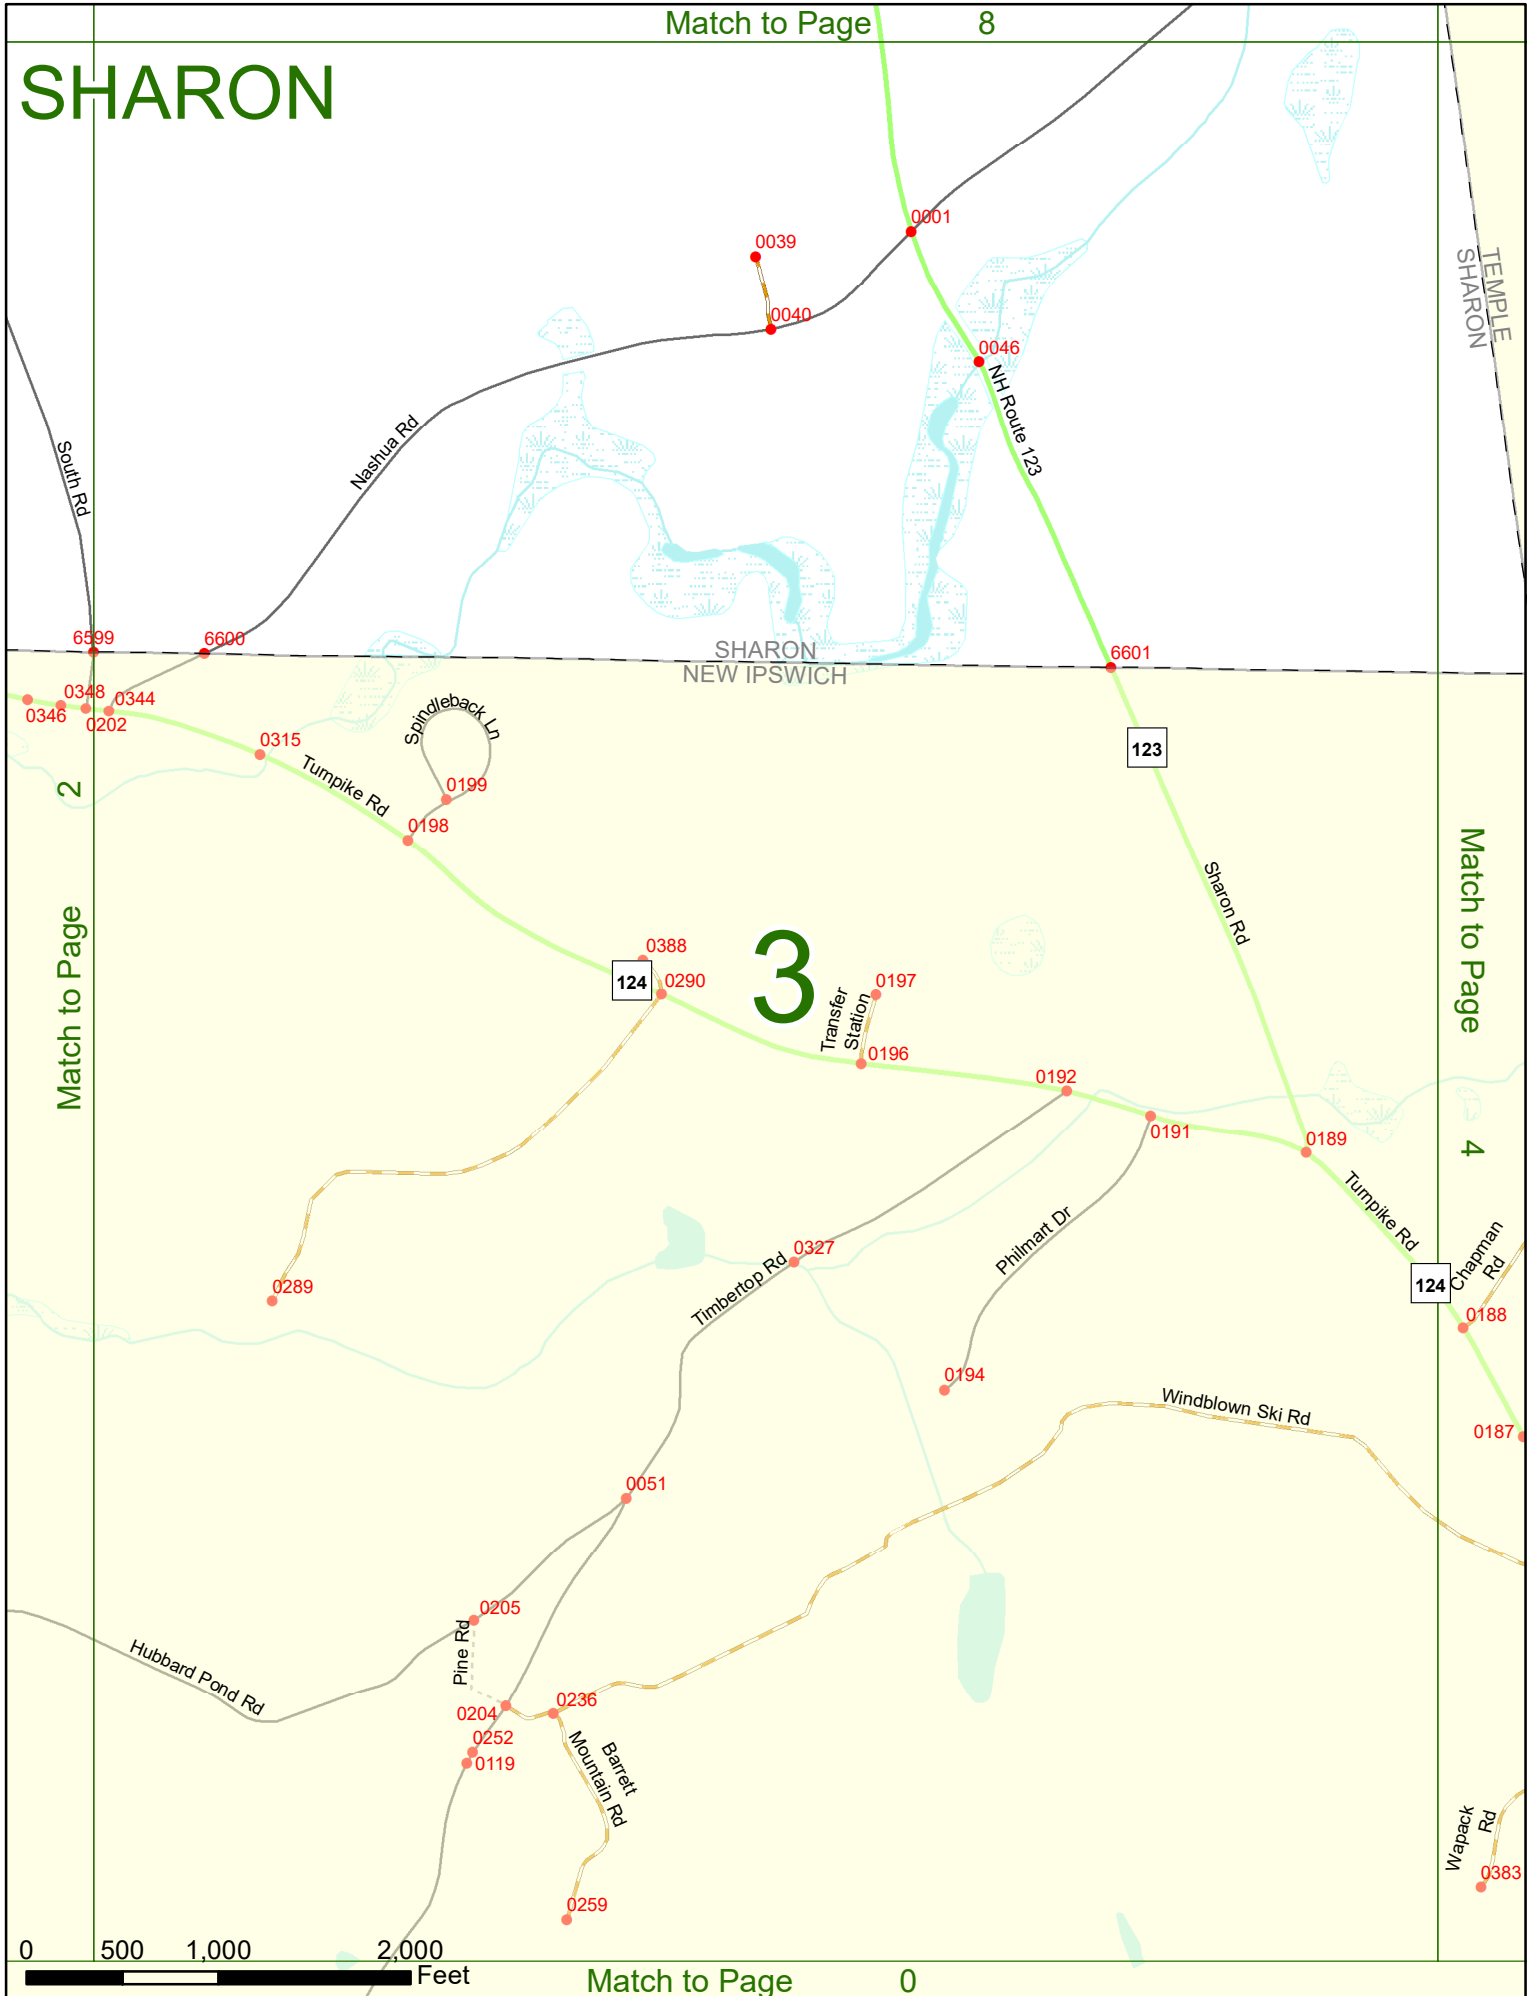 Match to Page 8
SHARON
0001
0039
0040
0046
NH Route 123
TEMPLE
SHARON
South Rd
Nashua Rd
6599
6600
SHARON
NEW IPSWICH
6601
0348
0344
0346
0202
Spindleback Ln
0315
Turnpike Rd
123
2
0199
0198
Match to Page
Sharon Rd
Match to Page
0388
124
0290
3
0197
Transfer
Station
0196
0192
0191
0189
4
Turnpike Rd
Philmart Dr
0327
Timbertop Rd
Chapman
Rd
124
0289
0188
0194
Windblown Ski Rd
0187
0051
0205
Pine Rd
Hubbard Pond Rd
0204
0236
0252
0119
Barrett
Mountain Rd
Wapack
Rd
0383
0259
0 500 1,000 2,000
Feet
Match to Page 0